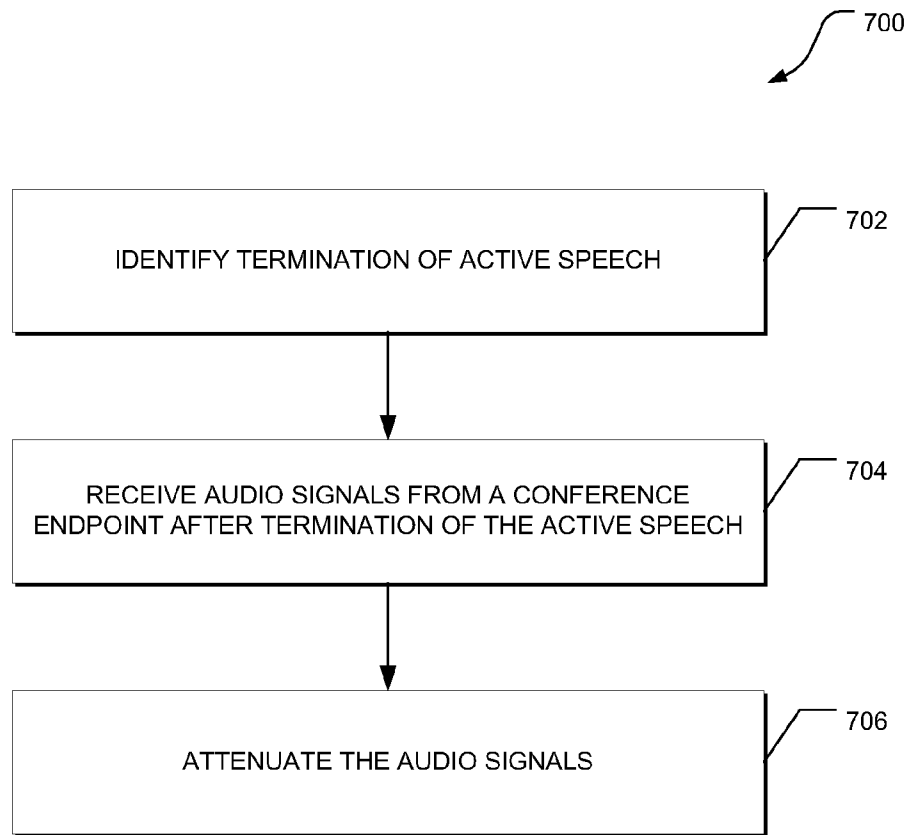 700
IDENTIFY TERMINATION OF ACTIVE SPEECH
702
RECEIVE AUDIO SIGNALS FROM A CONFERENCE
ENDPOINT AFTER TERMINATION OF THE ACTIVE SPEECH
704
ATTENUATE THE AUDIO SIGNALS
706